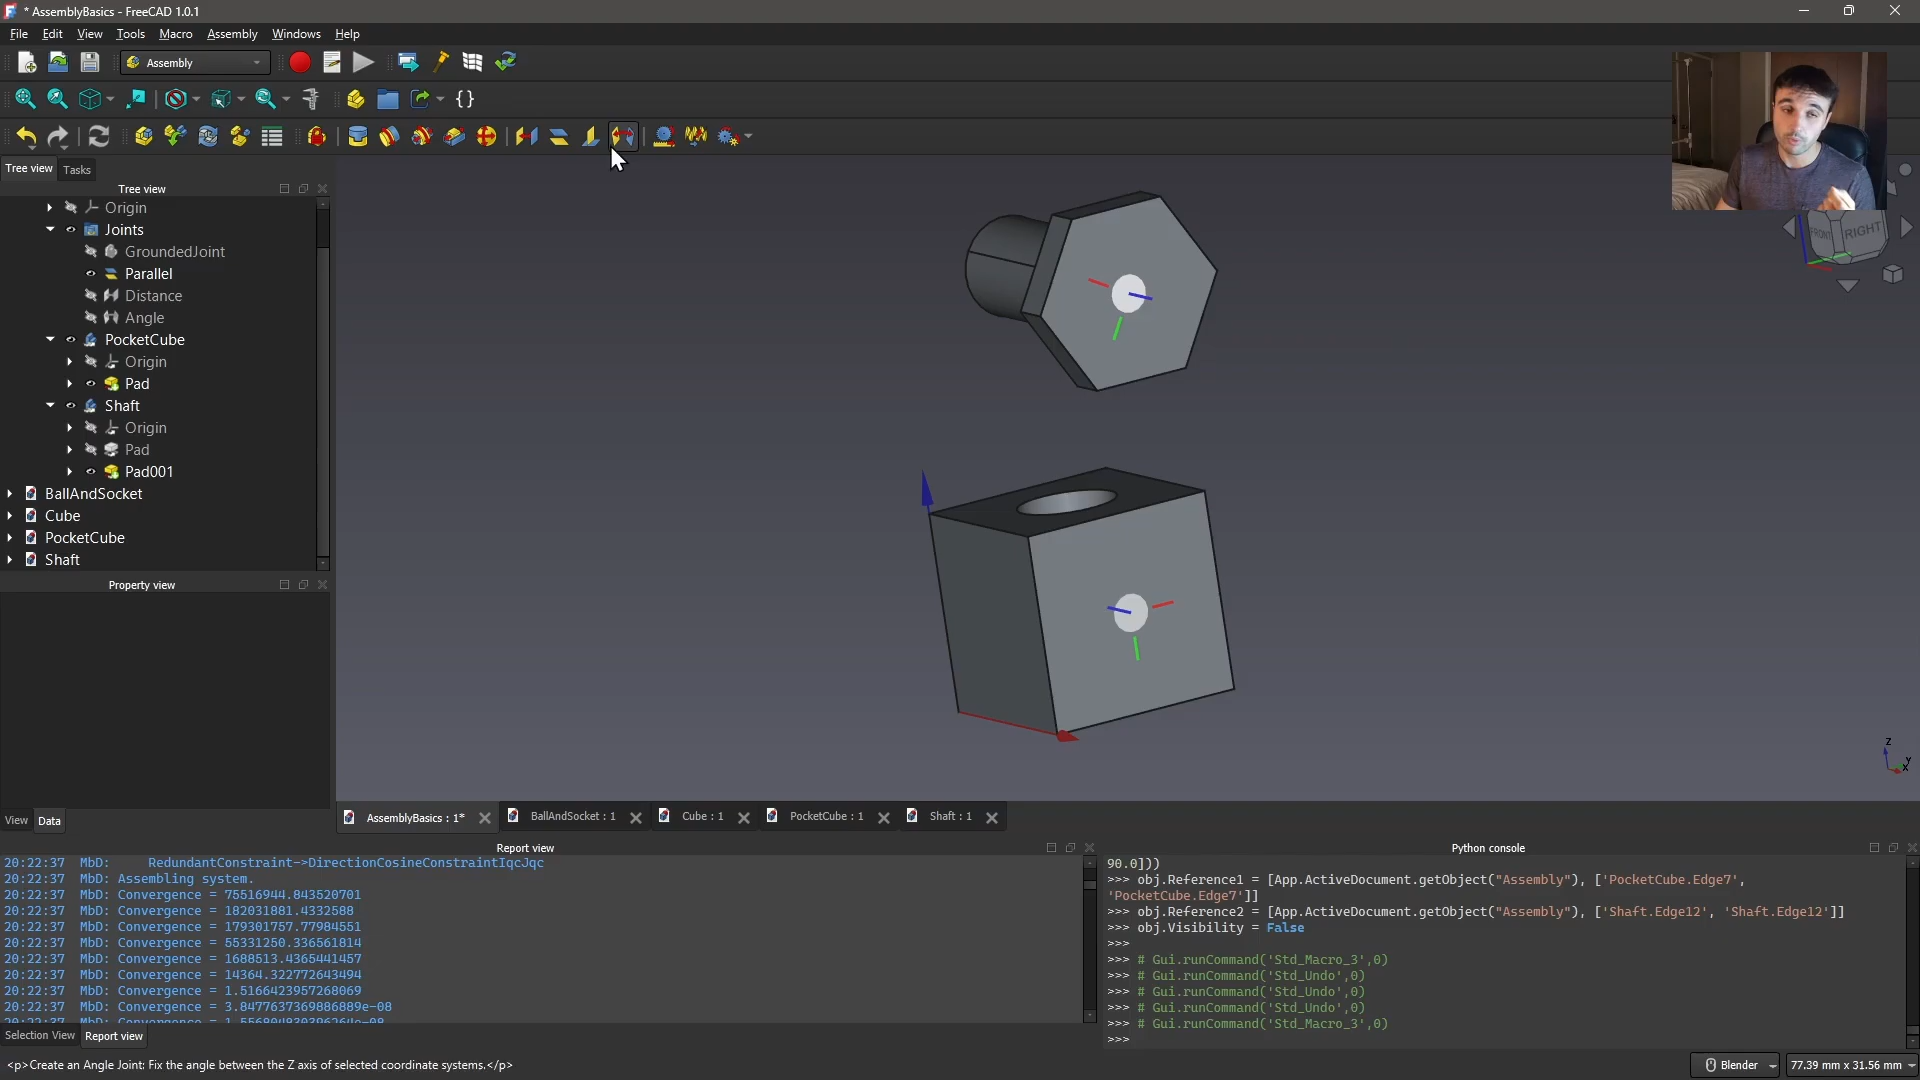 * AssemblyBasics - FreeCAD 1.0.1
File Edit View Tools Macro Assembly Windows Help
Assembly
Tree view Tasks
Tree view
Origin
Joints
GroundedJoint
Parallel
Distance
Angle
PocketCube
Origin
Pad
Shaft
Origin
Pad
Pad001
BallAndSocket
Cube
PocketCube
Shaft
Property view
View Data
FRONT RIGHT
Z
Y
X
AssemblyBasics : 1* BallAndSocket : 1 Cube : 1 PocketCube : 1 Shaft : 1
Report view
20:22:37 MbD: RedundantConstraint->DirectionCosineConstraintIqcJqc
20:22:37 MbD: Assembling system.
20:22:37 MbD: Convergence = 75516944.843520701
20:22:37 MbD: Convergence = 182031881.4332588
20:22:37 MbD: Convergence = 179301757.77984551
20:22:37 MbD: Convergence = 55331250.336561814
20:22:37 MbD: Convergence = 1688513.4365441457
20:22:37 MbD: Convergence = 14364.322772643494
20:22:37 MbD: Convergence = 1.5166423957268069
20:22:37 MbD: Convergence = 3.8477637369886889e-08
Selection View Report view
Python console
90.0]))
>>> obj.Reference1 = [App.ActiveDocument.getObject("Assembly"), ['PocketCube.Edge7',
'PocketCube.Edge7']]
>>> obj.Reference2 = [App.ActiveDocument.getObject("Assembly"), ['Shaft.Edge12', 'Shaft.Edge12']]
>>> obj.Visibility = False
>>>
>>> # Gui.runCommand('Std_Macro_3',0)
>>> # Gui.runCommand('Std_Undo',0)
>>> # Gui.runCommand('Std_Undo',0)
>>> # Gui.runCommand('Std_Undo',0)
>>> # Gui.runCommand('Std_Macro_3',0)
>>>
<p>Create an Angle Joint: Fix the angle between the Z axis of selected coordinate systems.</p>
Blender 77.39 mm x 31.56 mm